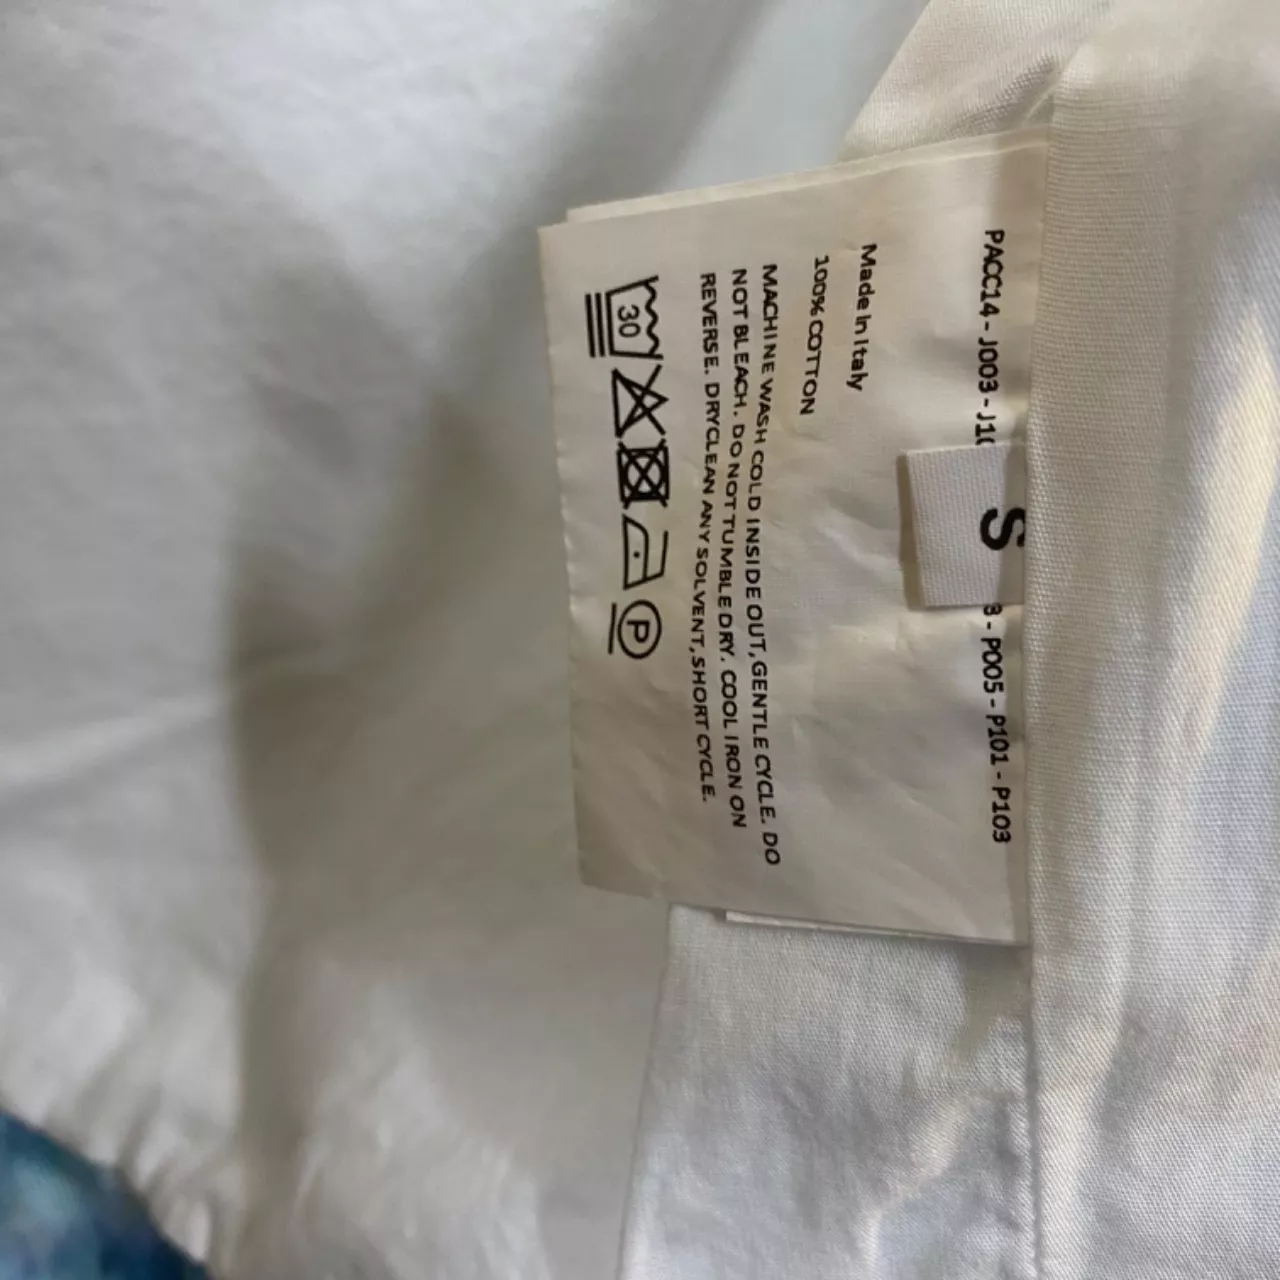 PACC14 - J003 - J10
S
3 - P005 - P101 - P103
Made In Italy
100% COTTON
MACHINE WASH COLD INSIDE OUT, GENTLE CYCLE. DO
NOT BLEACH. DO NOT TUMBLE DRY. COOL IRON ON
REVERSE. DRYCLEAN ANY SOLVENT, SHORT CYCLE.
30
P